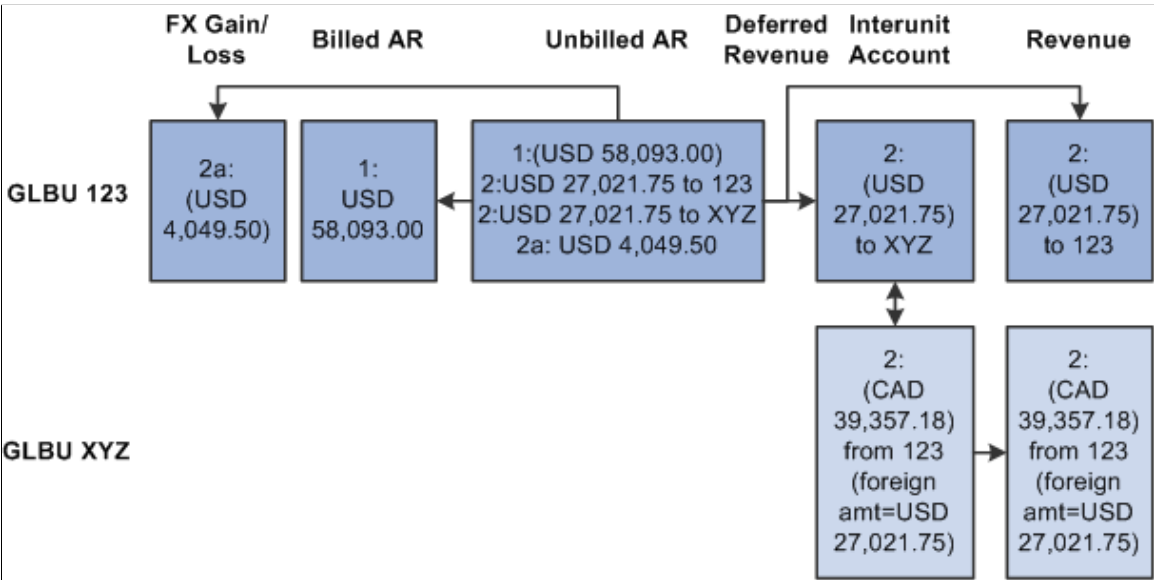 FX Gain/
Loss
Billed AR
Unbilled AR
Deferred
Revenue
Interunit
Account
Revenue
GLBU 123
2a:
(USD
4,049.50)
1:
USD
58,093.00
1:(USD 58,093.00)
2:USD 27,021.75 to 123
2:USD 27,021.75 to XYZ
2a: USD 4,049.50
2:
(USD
27,021.75)
to XYZ
2:
(USD
27,021.75)
to 123
GLBU XYZ
2:
(CAD
39,357.18)
from 123
(foreign
amt=USD
27,021.75)
2:
(CAD
39,357.18)
from 123
(foreign
amt=USD
27,021.75)